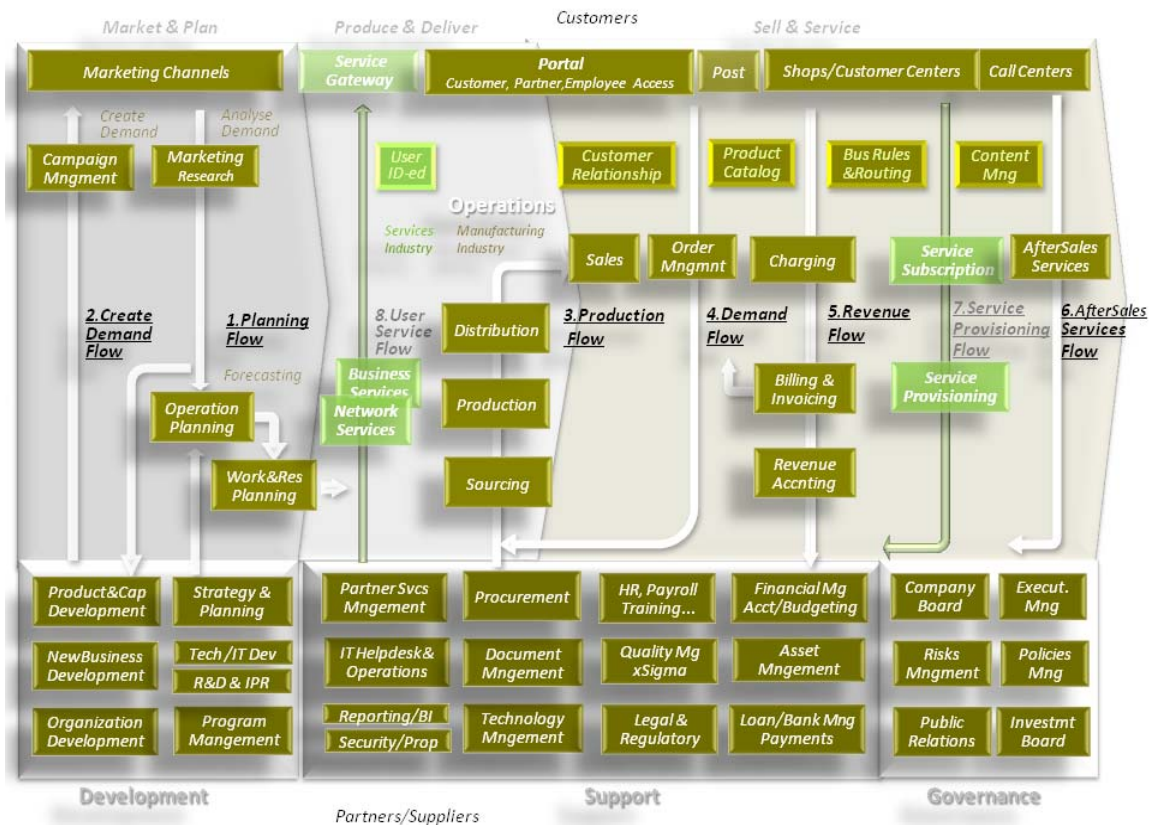 Customers
Market & Plan
Produce & Deliver
Sell & Service
Marketing Channels
Service
Gateway
Portal
Customer, Partner,Employee Access
Post
Shops/Customer Centers
Call Centers
Create
Demand
Analyse
Demand
Campaign
Mngment
Marketing
Research
User
ID-ed
Customer
Relationship
Product
Catalog
Bus Rules
&Routing
Content
Mng
Operations
Services
Industry
Manufacturing
Industry
Sales
Order
Mngmnt
Charging
Service
Subscription
AfterSales
Services
2.Create
Demand
Flow
1.Planning
Flow
8.User
Service
Flow
Distribution
3.Production
Flow
4.Demand
Flow
5.Revenue
Flow
7.Service
Provisioning
Flow
6.AfterSales
Services
Flow
Forecasting
Business
Services
Network
Services
Operation
Planning
Production
Billing &
Invoicing
Service
Provisioning
Work&Res
Planning
Sourcing
Revenue
Accnting
Product&Cap
Development
Strategy &
Planning
NewBusiness
Development
Tech/IT Dev
R&D & IPR
Organization
Development
Program
Mangement
Partner Svcs
Mngement
Procurement
HR, Payroll
Training...
Financial Mg
Acct/Budgeting
IT Helpdesk &
Operations
Document
Mngement
Quality Mg
xSigma
Asset
Mngement
Reporting/BI
Security/Prop
Technology
Mngement
Legal &
Regulatory
Loan/Bank Mng
Payments
Company
Board
Execut.
Mng
Risks
Mngment
Policies
Mng
Public
Relations
Investmt
Board
Development
Support
Governance
Partners/Suppliers